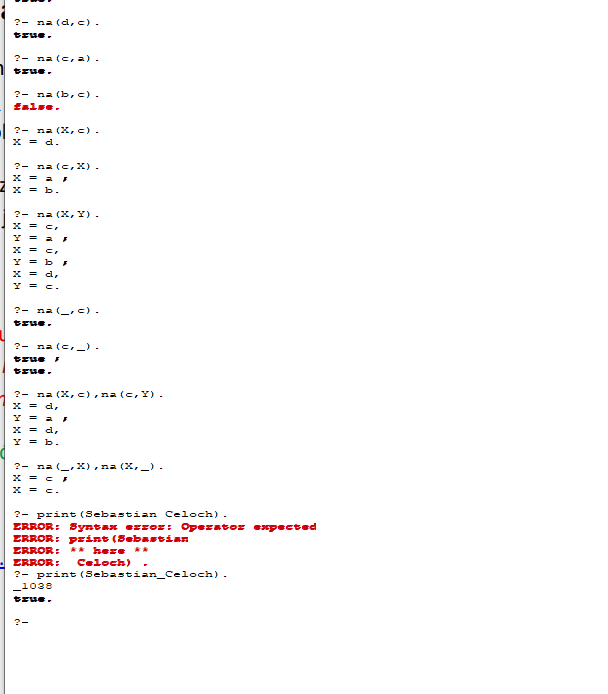 ?- na(d,c).
true.
?- na(c,a).
true.
?- na(b,c).
false.
?- na(X,c).
X = d.
?- na(c,X).
X = a ;
X = b.
?- na(X,Y).
X = c,
Y = a ;
X = c,
Y = b ;
X = d,
Y = c.
?- na(_,c).
true.
?- na(c,_).
true ;
true.
?- na(X,c),na(c,Y).
X = d,
Y = a ;
X = d,
Y = b.
?- na(_,X),na(X,_).
X = c ;
X = c.
?- print(Sebastian Celoch).
ERROR: Syntax error: Operator expected
ERROR: print(Sebastian
ERROR: ** here **
ERROR:  Celoch) .
?- print(Sebastian_Celoch).
_1038
true.
?-